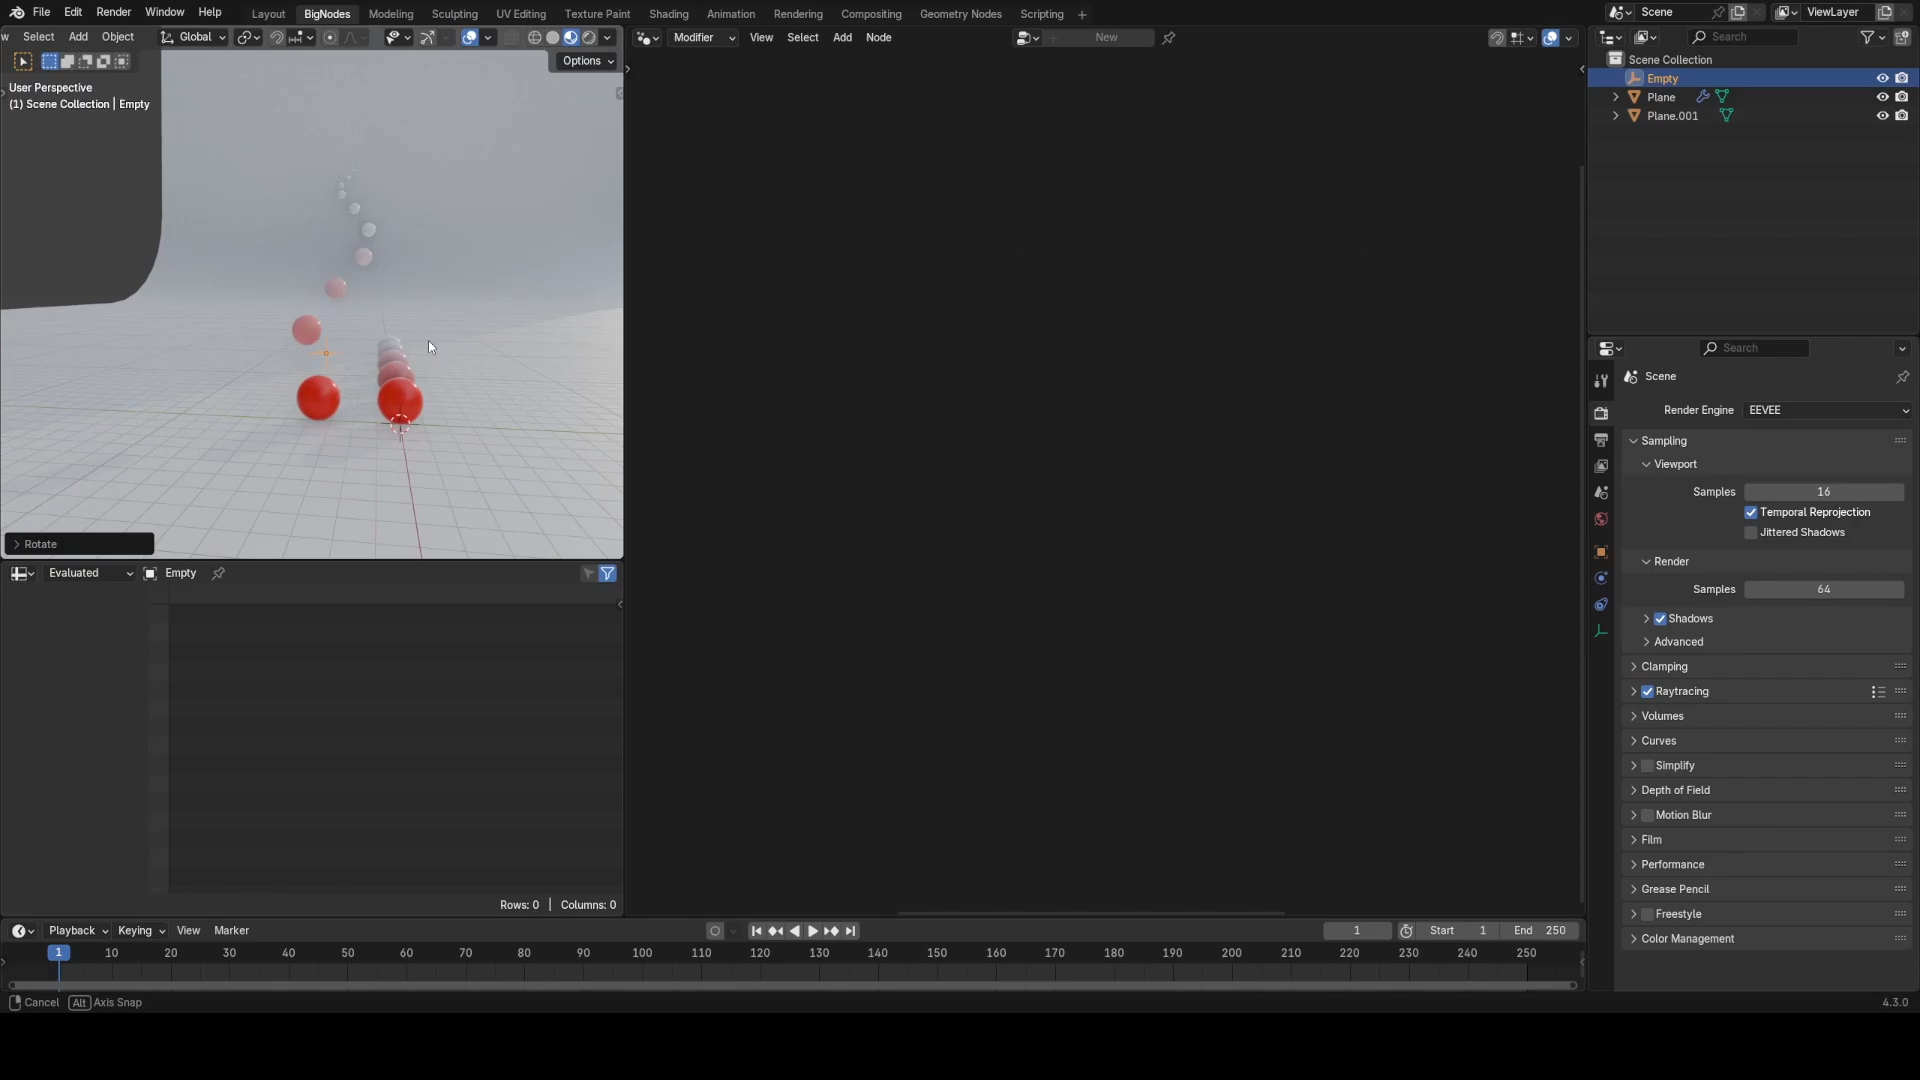 File Edit Render Window Help Layout BigNodes Modeling Sculpting UV Editing Texture Paint Shading Animation Rendering Compositing Geometry Nodes Scripting + Scene ViewLayer
w Select Add Object Global Modifier View Select Add Node New Search
Options
User Perspective
(1) Scene Collection | Empty
Scene Collection
Empty
Plane
Plane.001
Search
Scene
Render Engine EEVEE
Sampling
Viewport
Samples 16
Temporal Reprojection
Jittered Shadows
Render
Samples 64
Shadows
Advanced
Clamping
Raytracing
Volumes
Curves
Simplify
Depth of Field
Motion Blur
Film
Performance
Grease Pencil
Freestyle
Color Management
Rotate
Evaluated Empty
Rows: 0 | Columns: 0
Playback Keying View Marker 1 Start 1 End 250
1 10 20 30 40 50 60 70 80 90 100 110 120 130 140 150 160 170 180 190 200 210 220 230 240 250
Cancel Alt Axis Snap 4.3.0